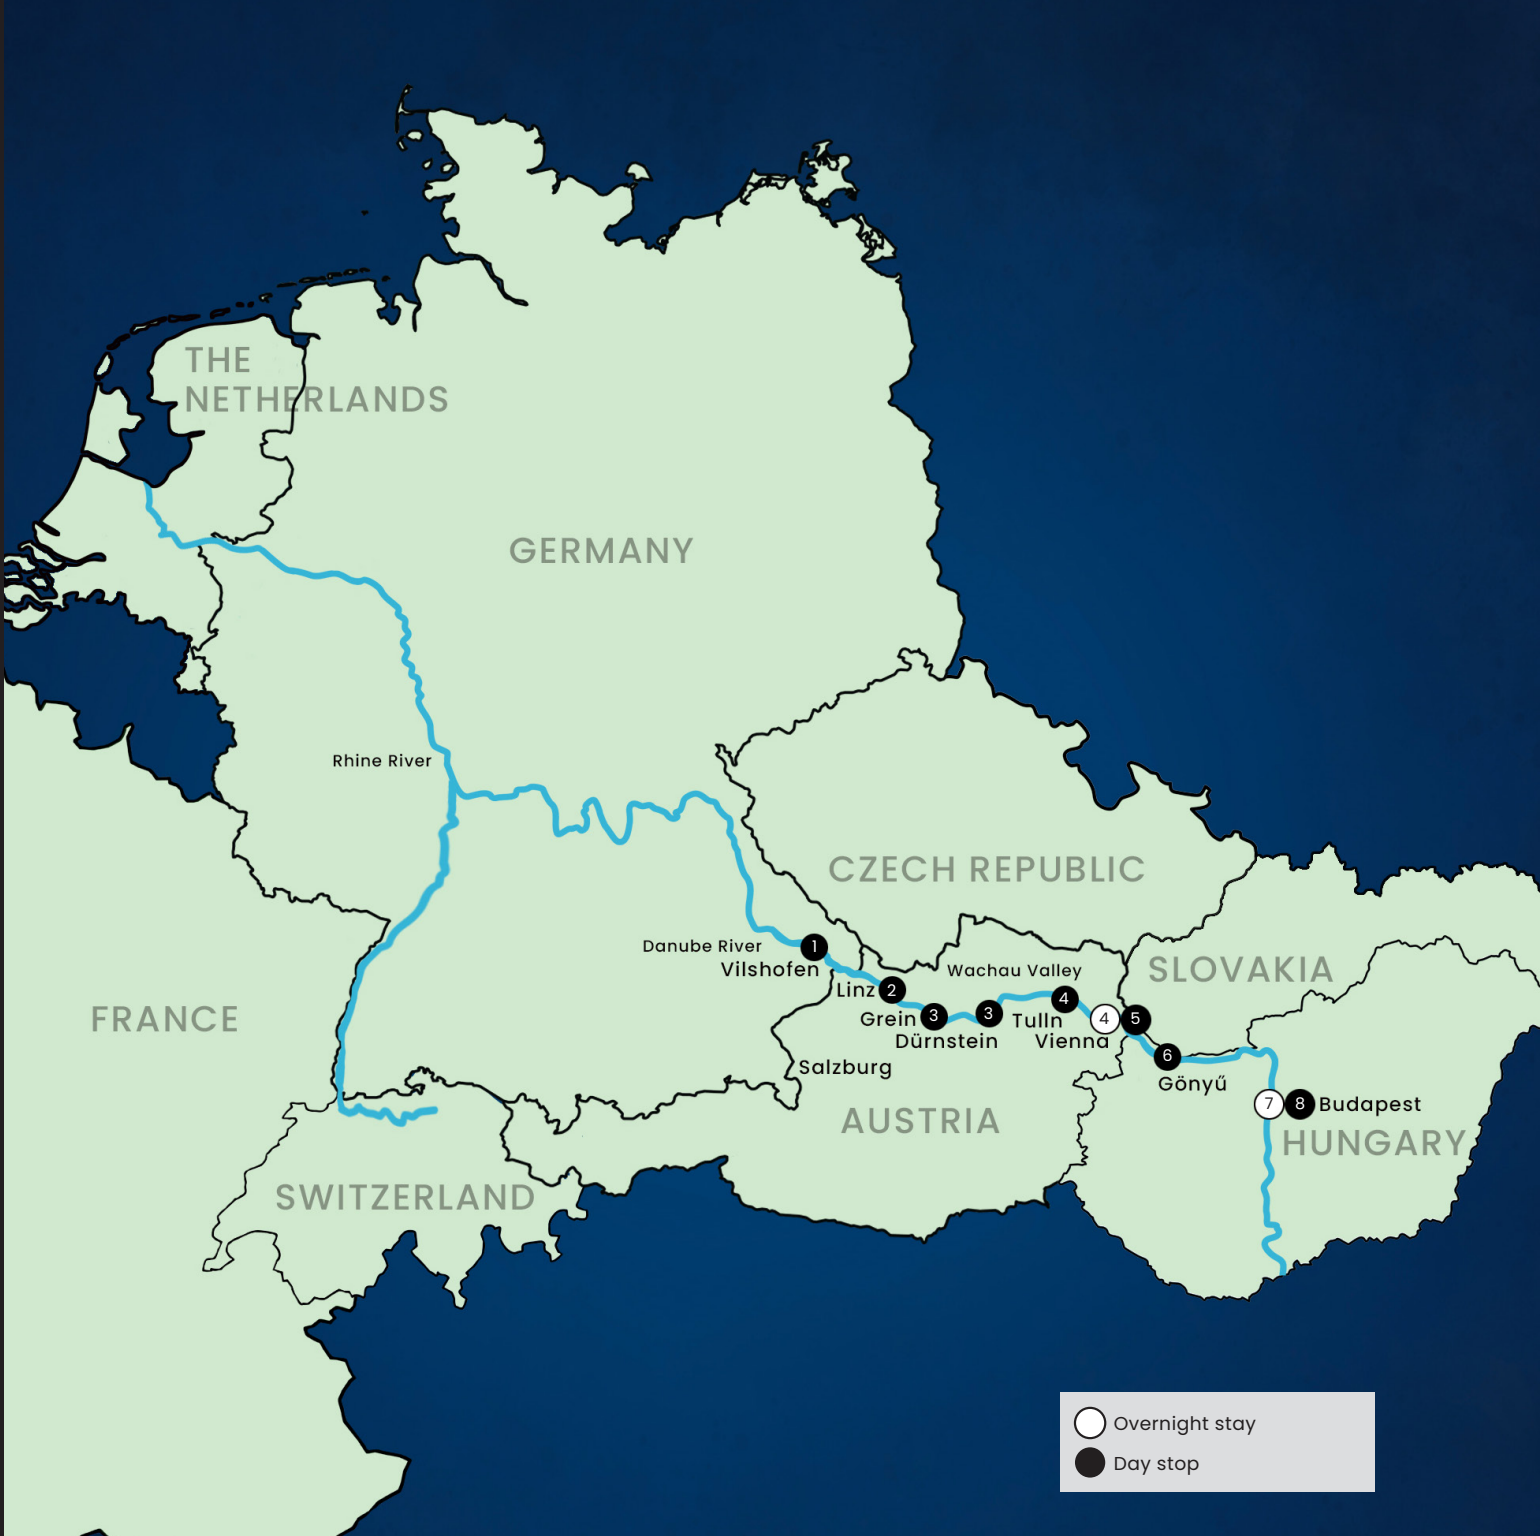 THE
NETHERLANDS
GERMANY
Rhine River
CZECH REPUBLIC
Danube River
1
Vilshofen
Wachau Valley
SLOVAKIA
Linz 2
Grein 3
3
4
Tulln
4
5
Dürnstein
Vienna
FRANCE
6
Gönyű
Salzburg
7
8
Budapest
AUSTRIA
HUNGARY
SWITZERLAND
Overnight stay
Day stop